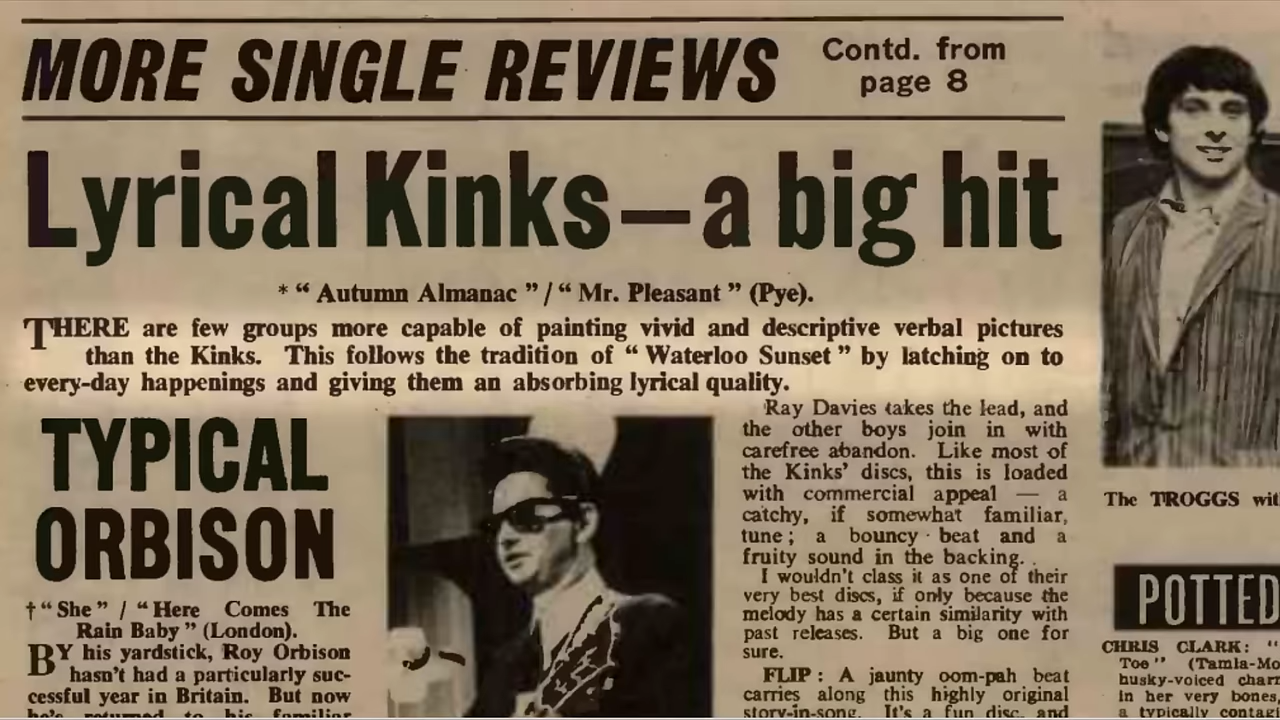 MORE SINGLE REVIEWS
Contd. from
page 8
Lyrical Kinks—a big hit
* “ Autumn Almanac ” / “ Mr. Pleasant ” (Pye).
THERE are few groups more capable of painting vivid and descriptive verbal pictures
than the Kinks. This follows the tradition of “ Waterloo Sunset ” by latching on to
every-day happenings and giving them an absorbing lyrical quality.
TYPICAL
ORBISON
† “ She ” / “ Here Comes The
Rain Baby ” (London).
BY his yardstick, Roy Orbison
hasn't had a particularly suc-
cessful year in Britain. But now
he's returned to his familiar
Ray Davies takes the lead, and
the other boys join in with
carefree abandon. Like most of
the Kinks' discs, this is loaded
with commercial appeal — a
catchy, if somewhat familiar,
tune ; a bouncy beat and a
fruity sound in the backing.
I wouldn't class it as one of their
very best discs, if only because the
melody has a certain similarity with
past releases. But a big one for
sure.
FLIP : A jaunty oom-pah beat
carries along this highly original
story-in-song. It's a fun disc, and
The TROGGS wit
POTTED
CHRIS CLARK: “
Toe ” (Tamla-Mo
husky-voiced charm
in her very bones
a typically contag